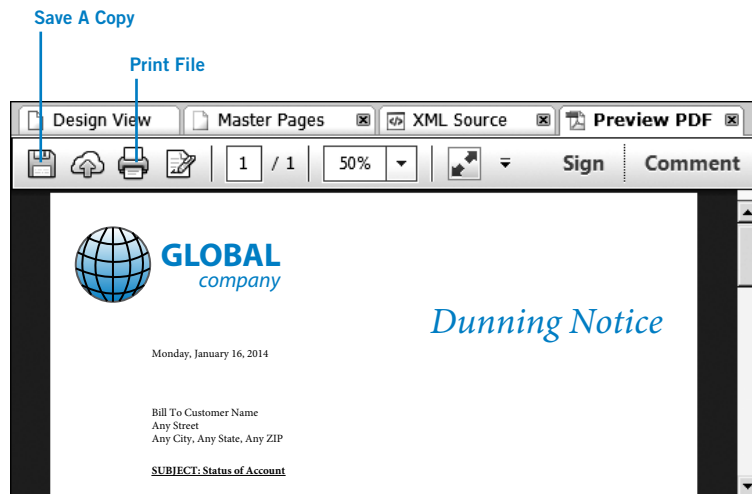 Save A Copy
Print File
Design View Master Pages XML Source Preview PDF
1 / 1 50% Sign Comment
GLOBAL
company
Dunning Notice
Monday, January 16, 2014
Bill To Customer Name
Any Street
Any City, Any State, Any ZIP
SUBJECT: Status of Account